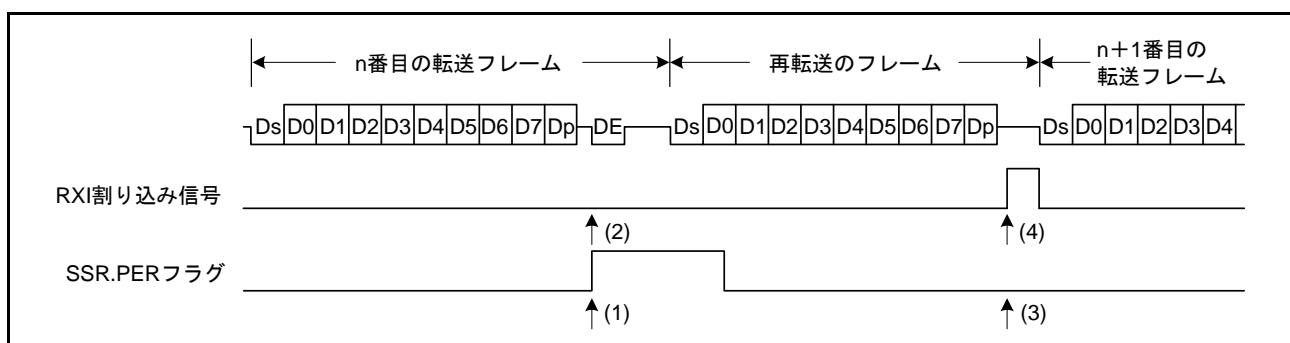 n番目の転送フレーム
再転送のフレーム
n+1番目の
転送フレーム
Ds D0 D1 D2 D3 D4 D5 D6 D7 Dp DE Ds D0 D1 D2 D3 D4 D5 D6 D7 Dp Ds D0 D1 D2 D3 D4
RXI割り込み信号
(2) (4)
SSR.PERフラグ
(1) (3)